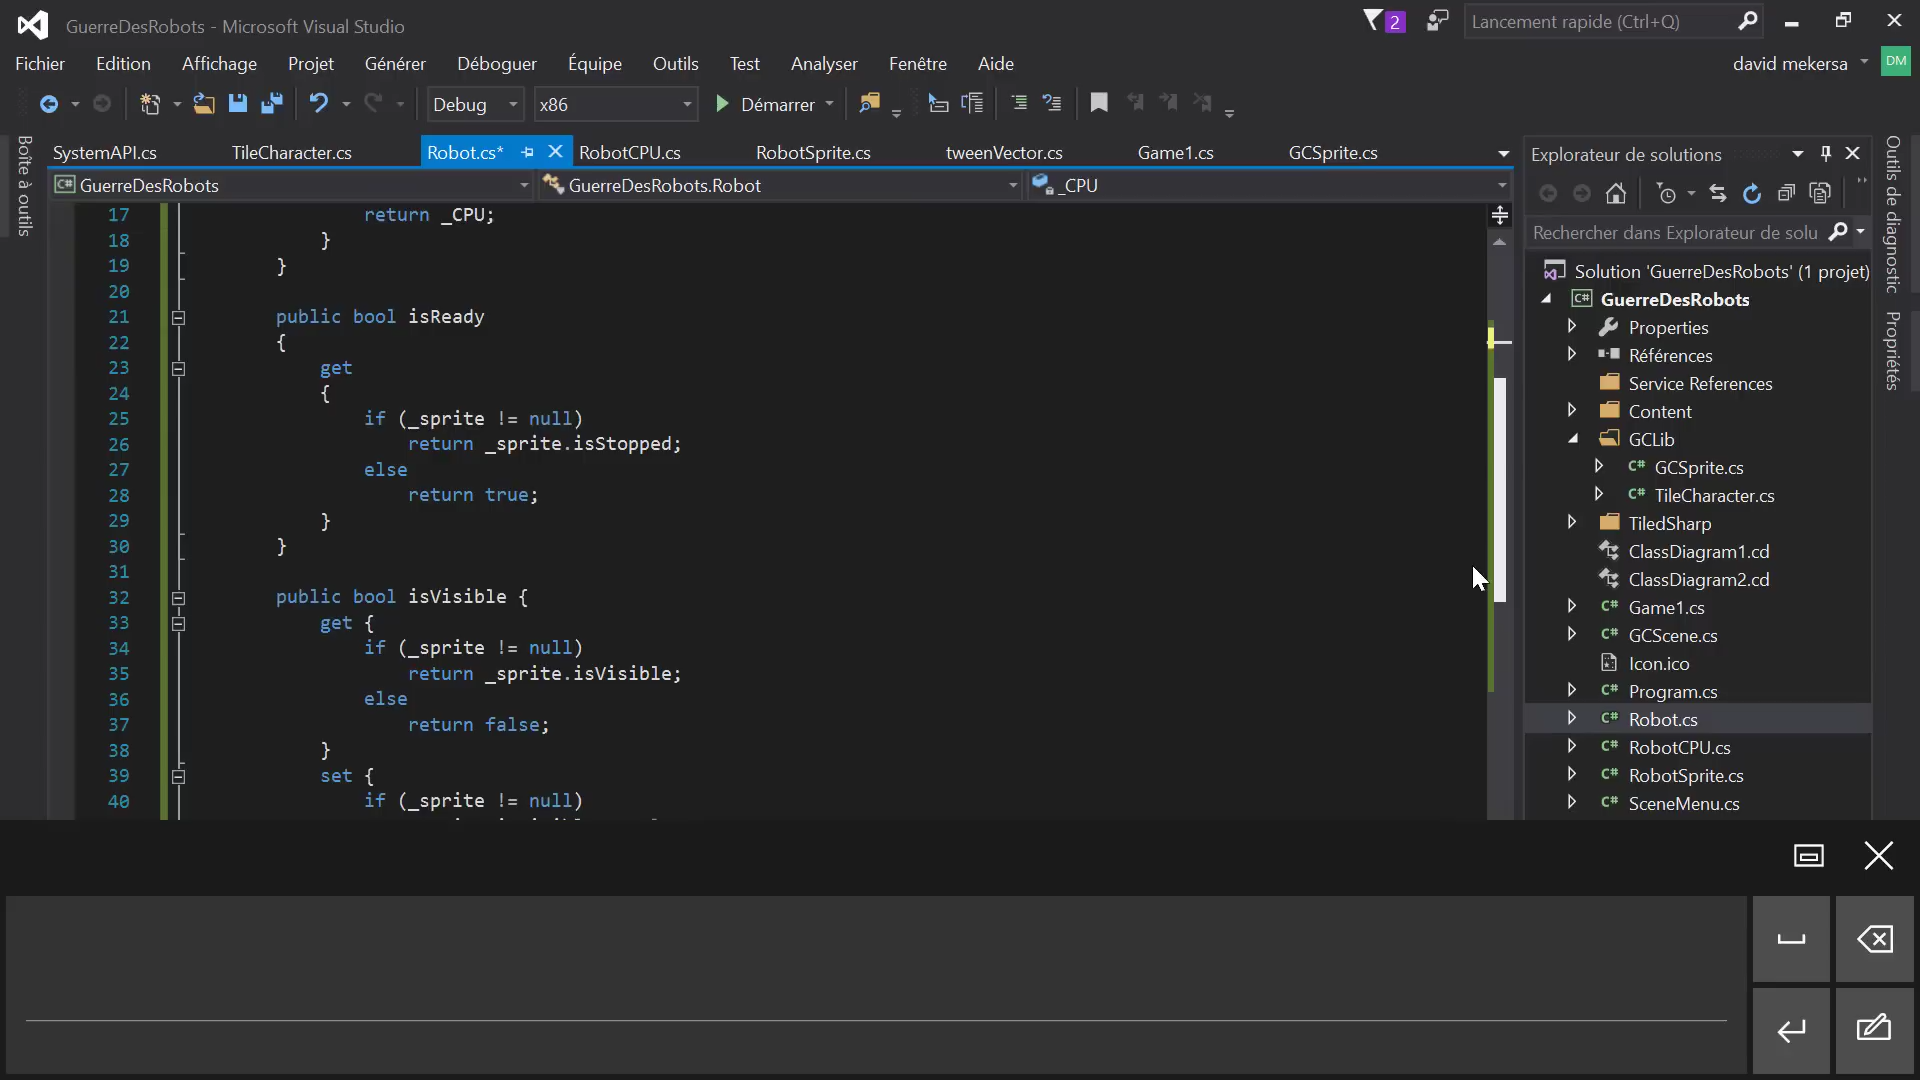 GuerreDesRobots - Microsoft Visual Studio
2
Lancement rapide (Ctrl+Q)
Fichier Edition Affichage Projet Générer Déboguer Équipe Outils Test Analyser Fenêtre Aide
david mekersa DM
Debug x86 Démarrer
Boîte à outils
SystemAPI.cs TileCharacter.cs Robot.cs* RobotCPU.cs RobotSprite.cs tweenVector.cs Game1.cs GCSprite.cs
GuerreDesRobots GuerreDesRobots.Robot _CPU
17 return _CPU;
18 }
19 }
20
21 public bool isReady
22 {
23 get
24 {
25 if (_sprite != null)
26 return _sprite.isStopped;
27 else
28 return true;
29 }
30 }
31
32 public bool isVisible {
33 get {
34 if (_sprite != null)
35 return _sprite.isVisible;
36 else
37 return false;
38 }
39 set {
40 if (_sprite != null)
Explorateur de solutions
Rechercher dans Explorateur de solu
Solution 'GuerreDesRobots' (1 projet)
C# GuerreDesRobots
Properties
Références
Service References
Content
GCLib
C# GCSprite.cs
C# TileCharacter.cs
TiledSharp
ClassDiagram1.cd
ClassDiagram2.cd
C# Game1.cs
C# GCScene.cs
Icon.ico
C# Program.cs
C# Robot.cs
C# RobotCPU.cs
C# RobotSprite.cs
C# SceneMenu.cs
Outils de diagnostic
Propriétés